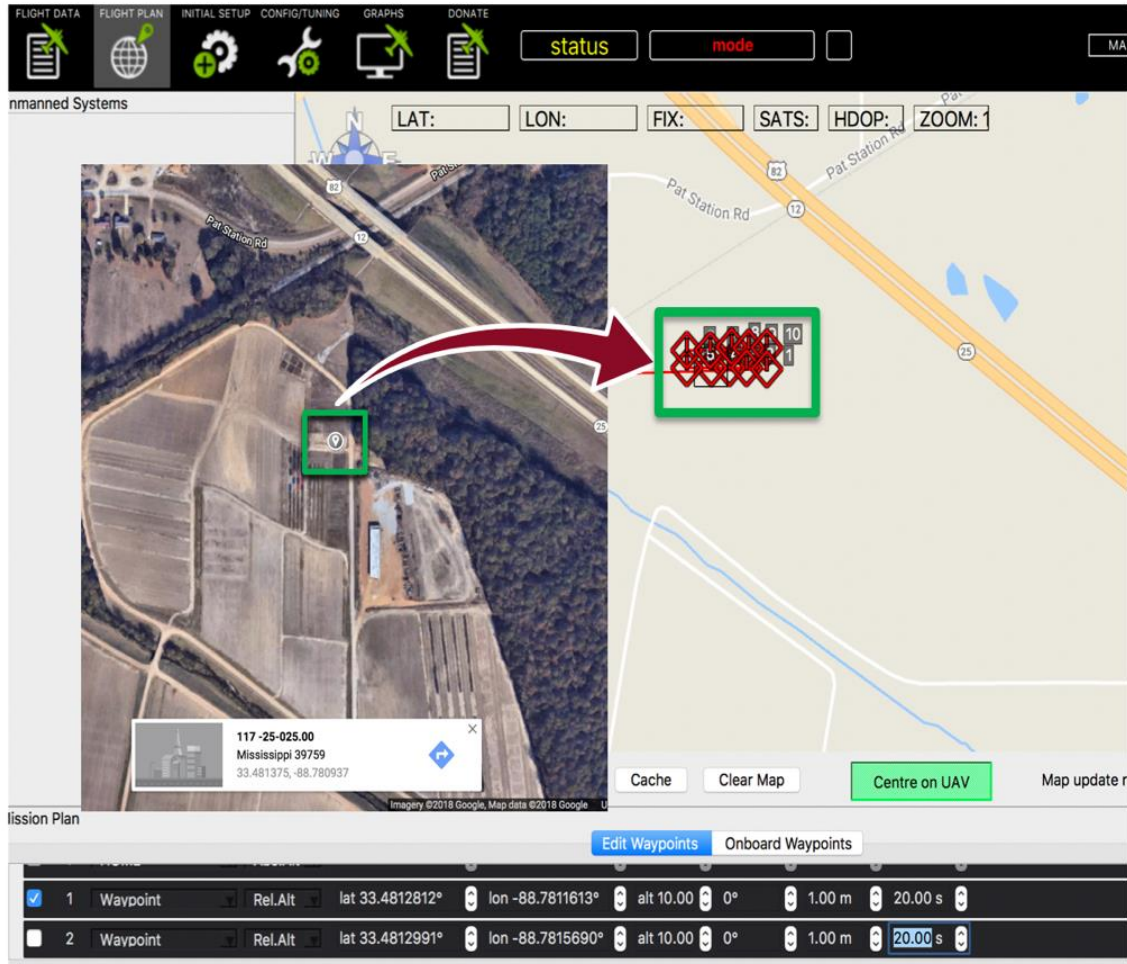 FLIGHT DATA
FLIGHT PLAN
INITIAL SETUP
CONFIG/TUNING
GRAPHS
DONATE
status
mode
MA
nmanned Systems
LAT:
LON:
FIX:
SATS:
HDOP:
ZOOM: 1
N
W
E
82
Pat Station Rd
12
25
82
Pat Station Rd
Pat Station Rd
12
25
10
1
117 -25-025.00
Mississippi 39759
33.481375, -88.780937
Imagery ©2018 Google, Map data ©2018 Google U
Cache
Clear Map
Centre on UAV
Map update r
ission Plan
Edit Waypoints
Onboard Waypoints
1 Waypoint Rel.Alt lat 33.4812812° lon -88.7811613° alt 10.00 0° 1.00 m 20.00 s
2 Waypoint Rel.Alt lat 33.4812991° lon -88.7815690° alt 10.00 0° 1.00 m 20.00 s